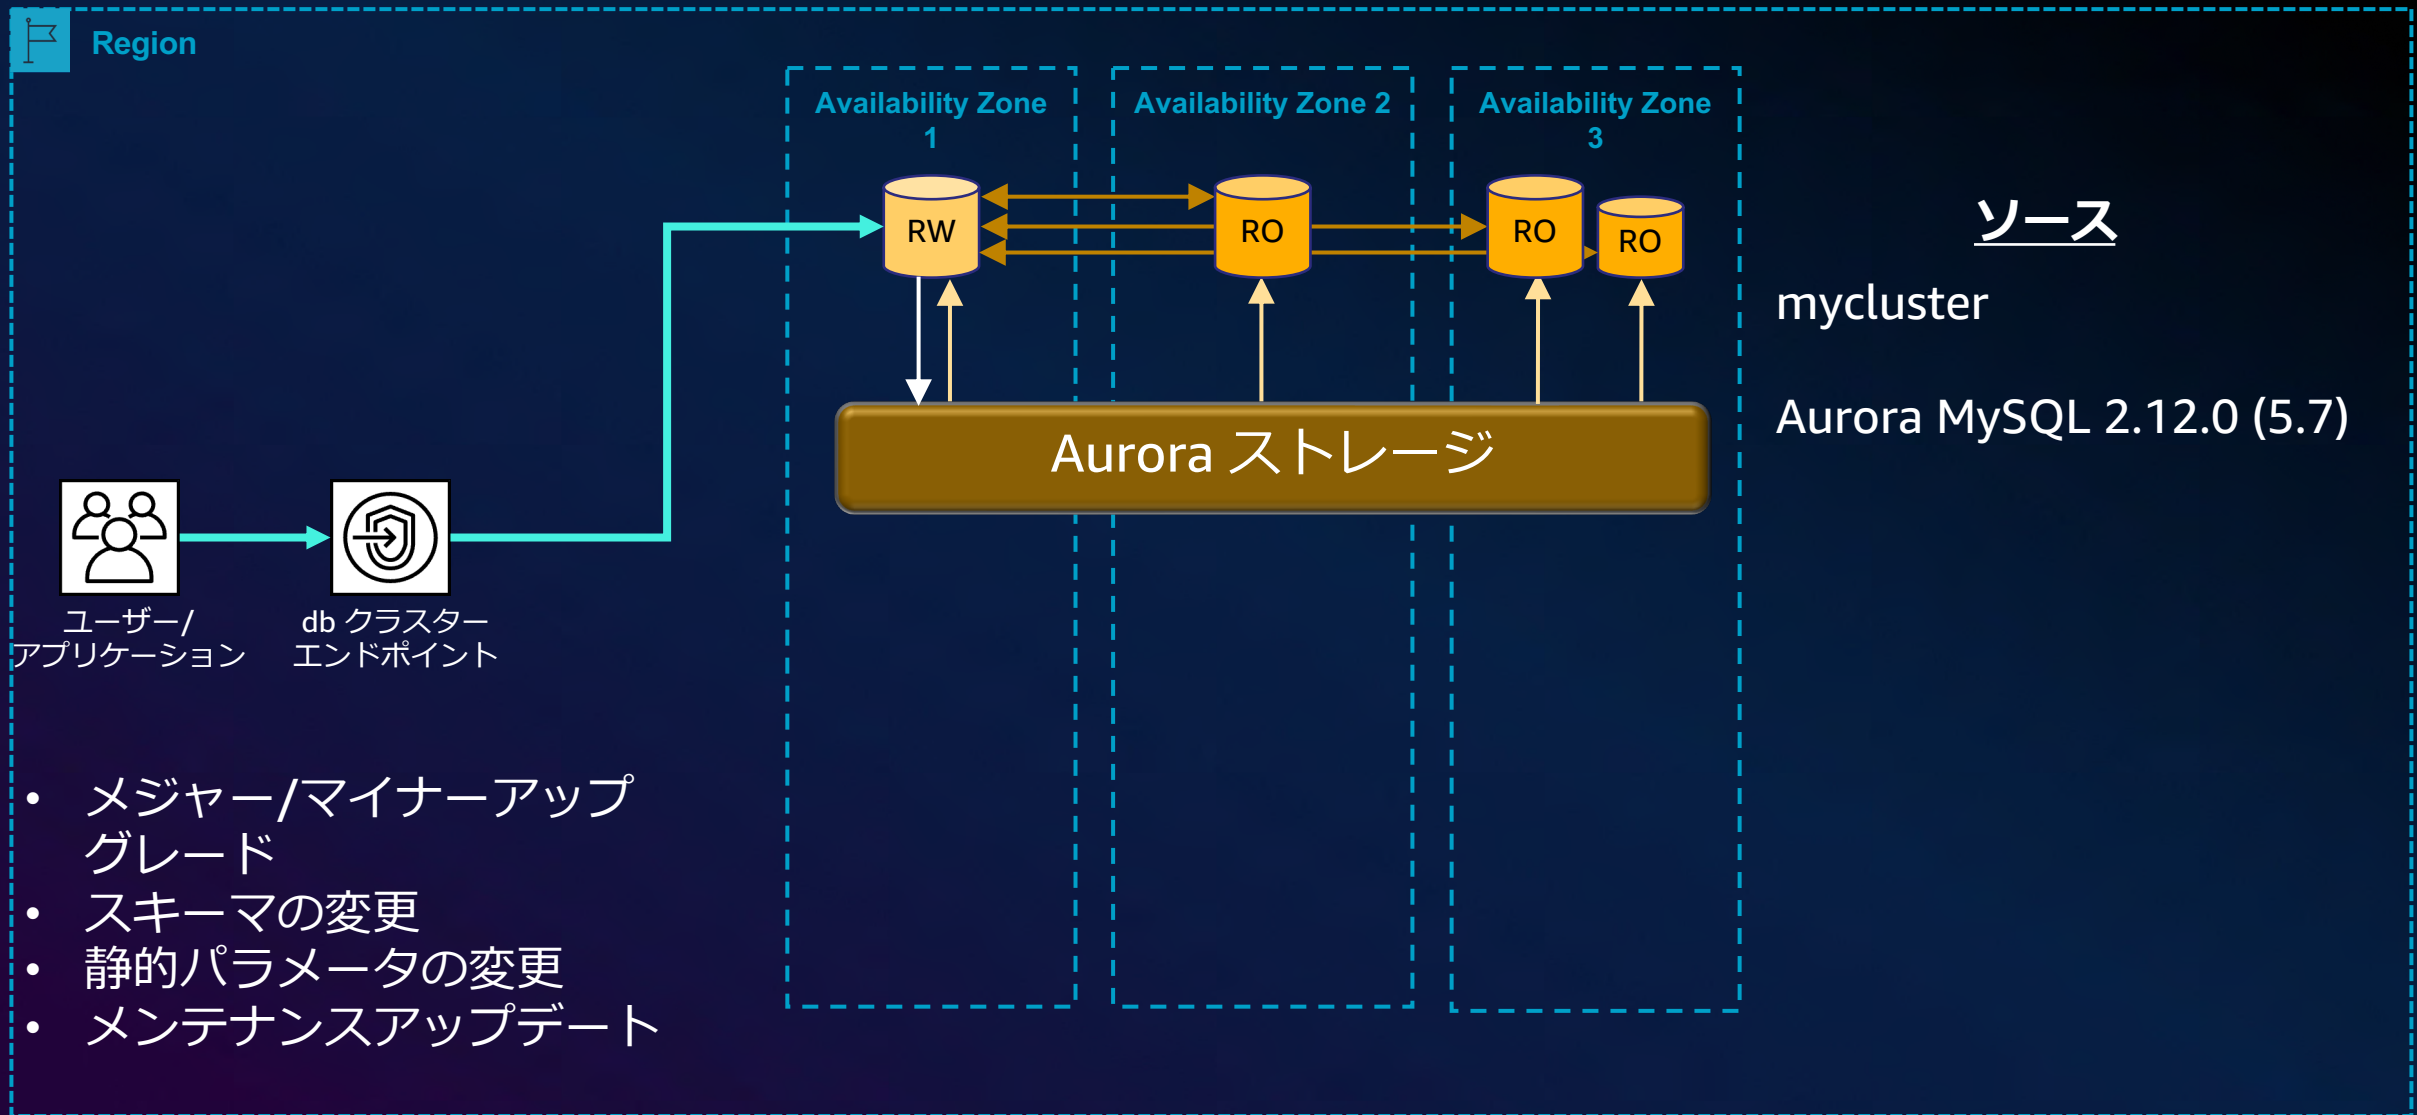 Region
Availability Zone
1
Availability Zone 2
Availability Zone
3
RW
RO
RO
RO
ソース
mycluster
Aurora MySQL 2.12.0 (5.7)
Aurora ストレージ
ユーザー/
アプリケーション
db クラスター
エンドポイント
• メジャー/マイナーアップ
グレード
• スキーマの変更
• 静的パラメータの変更
• メンテナンスアップデート